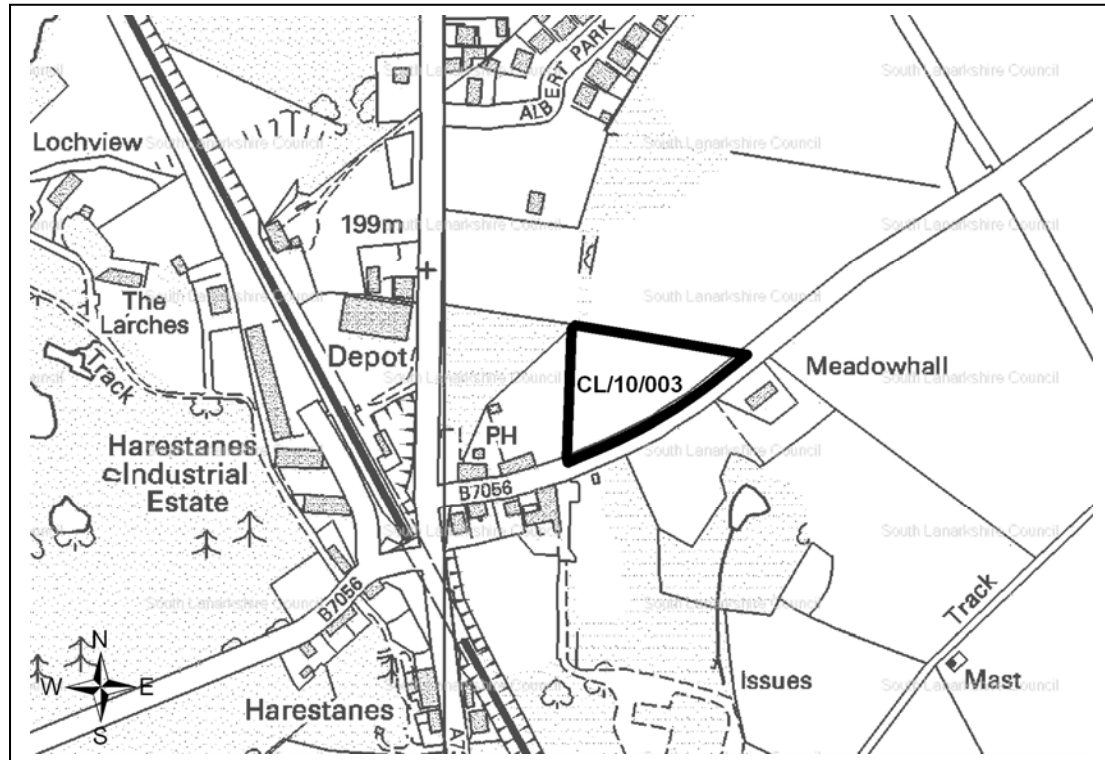 South Lanarkshire Council
ALBERT PARK
Lochview
199m
The
Larches
Track
Depot
CL/10/003
Meadowhall
Harestanes
Industrial
Estate
PH
B7056
B7056
Track
N
W
E
S
Harestanes
A73
Issues
Mast